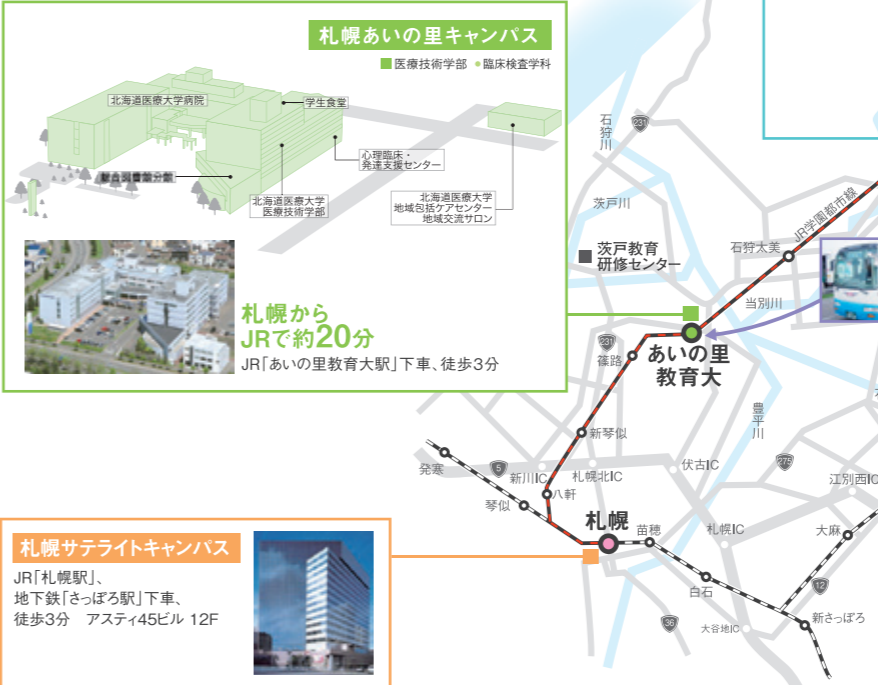 札幌あいの里キャンパス
■医療技術学部 ●臨床検査学科
北海道医療大学病院
学生食堂
心理臨床・
発達支援センター
総合図書館分館
北海道医療大学
医療技術学部
北海道医療大学
地域包括ケアセンター
地域交流サロン
札幌から
JRで約20分
JR「あいの里教育大駅」下車、徒歩3分
石狩川
231
茨戸川
茨戸教育
研修センター
石狩太美
JR学園都市線
当別川
231
篠路
あいの里
教育大
豊平川
新琴似
発寒
5
新川IC
札幌北IC
伏古IC
275
江別西IC
琴似
八軒
札幌
苗穂
札幌IC
大麻
白石
12
36
大谷地IC
新さっぽろ
札幌サテライトキャンパス
JR「札幌駅」、
地下鉄「さっぽろ駅」下車、
徒歩3分　アスティ45ビル 12F